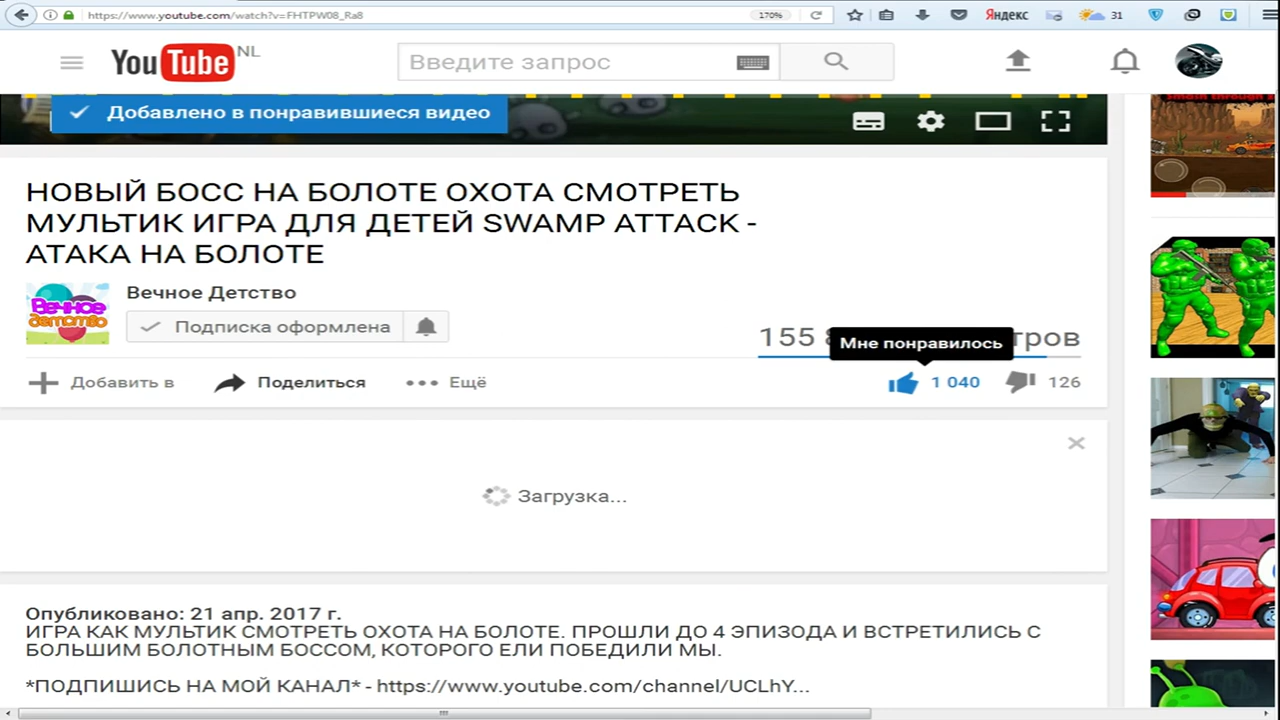 https://www.youtube.com/watch?v=FHTPW08_Ra8
170%
Яндекс
31
YouTube NL
Введите запрос
Добавлено в понравившиеся видео
НОВЫЙ БОСС НА БОЛОТЕ ОХОТА СМОТРЕТЬ
МУЛЬТИК ИГРА ДЛЯ ДЕТЕЙ SWAMP ATTACK -
АТАКА НА БОЛОТЕ
Вечное детство
Вечное Детство
Подписка оформлена
155
Мне понравилось
Добавить в
Поделиться
Ещё
1 040
126
Загрузка...
Опубликовано: 21 апр. 2017 г.
ИГРА КАК МУЛЬТИК СМОТРЕТЬ ОХОТА НА БОЛОТЕ. ПРОШЛИ ДО 4 ЭПИЗОДА И ВСТРЕТИЛИСЬ С
БОЛЬШИМ БОЛОТНЫМ БОССОМ, КОТОРОГО ЕЛИ ПОБЕДИЛИ МЫ.
*ПОДПИШИСЬ НА МОЙ КАНАЛ* - https://www.youtube.com/channel/UCLhY...